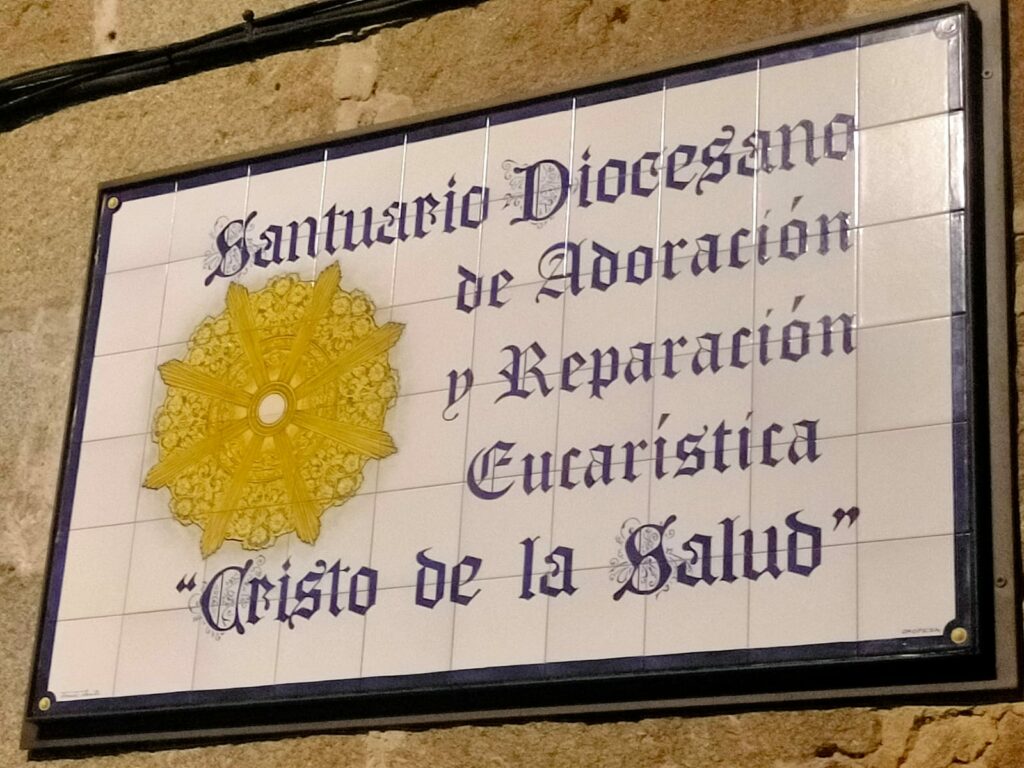 Santuario Diocesano
de Adoración
y Reparación
Eucarística
“Cristo de la Salud”